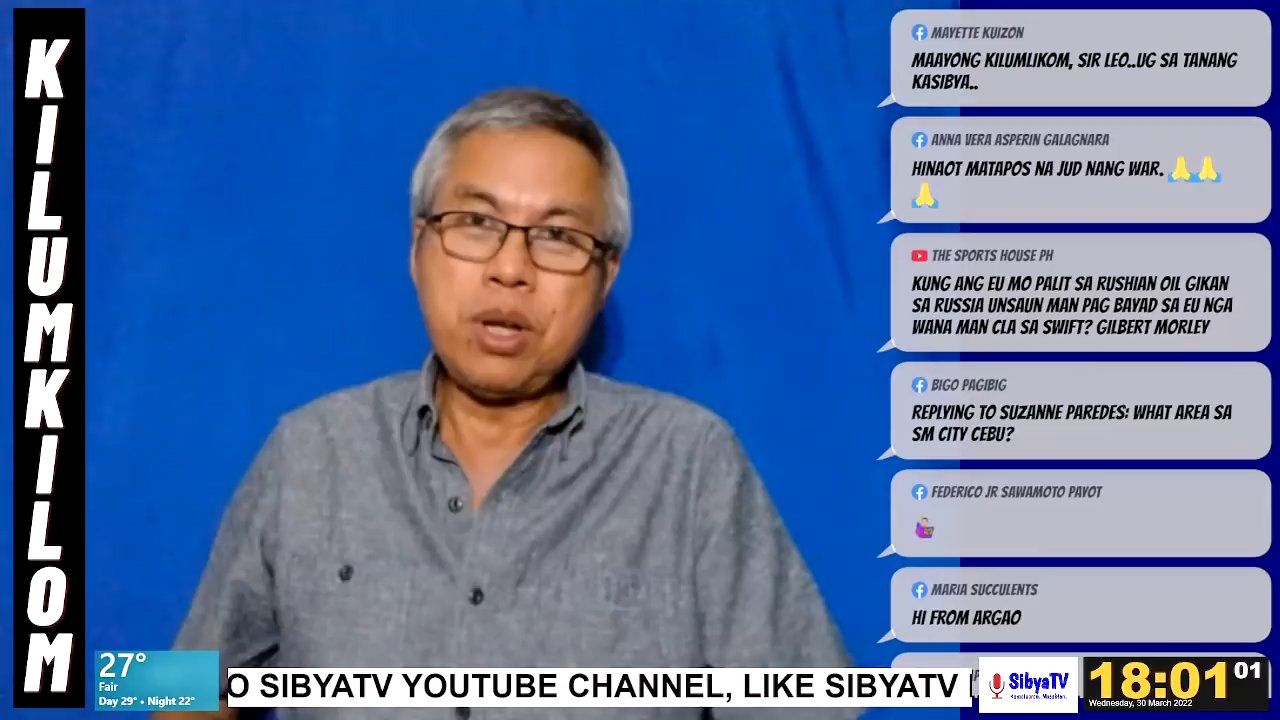 KILUMKILOM
MAYETTE KUIZON
MAAYONG KILUMLIKOM, SIR LEO..UG SA TANANG
KASIBYA..
ANNA VERA ASPERIN GALAGNARA
HINAOT MATAPOS NA JUD NANG WAR. 🙏🙏
🙏
THE SPORTS HOUSE PH
KUNG ANG EU MO PALIT SA RUSHIAN OIL GIKAN
SA RUSSIA UNSAUN MAN PAG BAYAD SA EU NGA
WANA MAN CLA SA SWIFT? GILBERT MORLEY
BIGO PAGIBIG
REPLYING TO SUZANNE PAREDES: WHAT AREA SA
SM CITY CEBU?
FEDERICO JR SAWAMOTO PAYOT
MARIA SUCCULENTS
HI FROM ARGAO
27°
Fair
Day 29° • Night 22°
O SIBYATV YOUTUBE CHANNEL, LIKE SIBYATV
SibyaTV
18:01 01
Wednesday, 30 March 2022